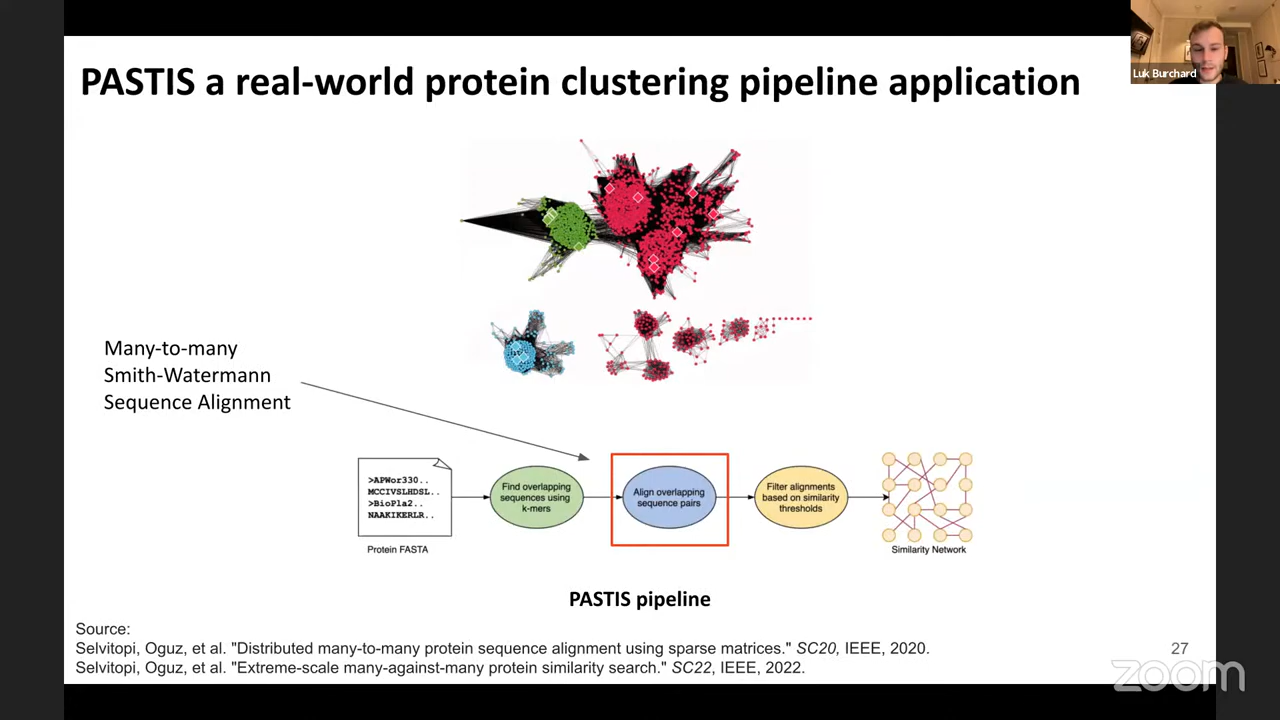 Luk Burchard
PASTIS a real-world protein clustering pipeline application
Many-to-many
Smith-Watermann
Sequence Alignment
>APWor330..
MCCIVSLHDSL..
>BioPla2..
NAAKIKERLR..
Protein FASTA
Find overlapping
sequences using
k-mers
Align overlapping
sequence pairs
Filter alignments
based on similarity
thresholds
Similarity Network
PASTIS pipeline
Source:
Selvitopi, Oguz, et al. "Distributed many-to-many protein sequence alignment using sparse matrices." SC20, IEEE, 2020.
Selvitopi, Oguz, et al. "Extreme-scale many-against-many protein similarity search." SC22, IEEE, 2022.
27
zoom